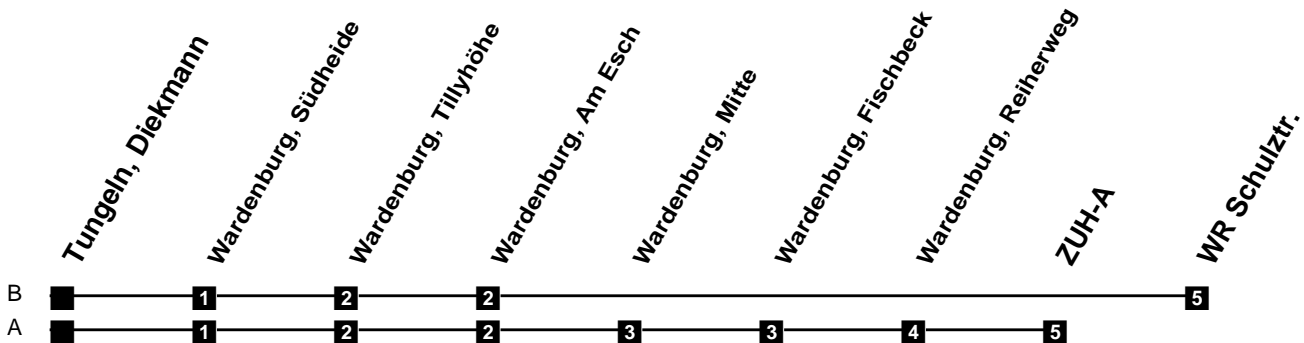 Tungeln, Diekmann
Wardenburg, Südheide
Wardenburg, Tillyhöhe
Wardenburg, Am Esch
Wardenburg, Mitte
Wardenburg, Fischbeck
Wardenburg, Reiherweg
ZUH-A
WR Schulztr.
B 1 2 2 5
A 1 2 2 3 3 4 5